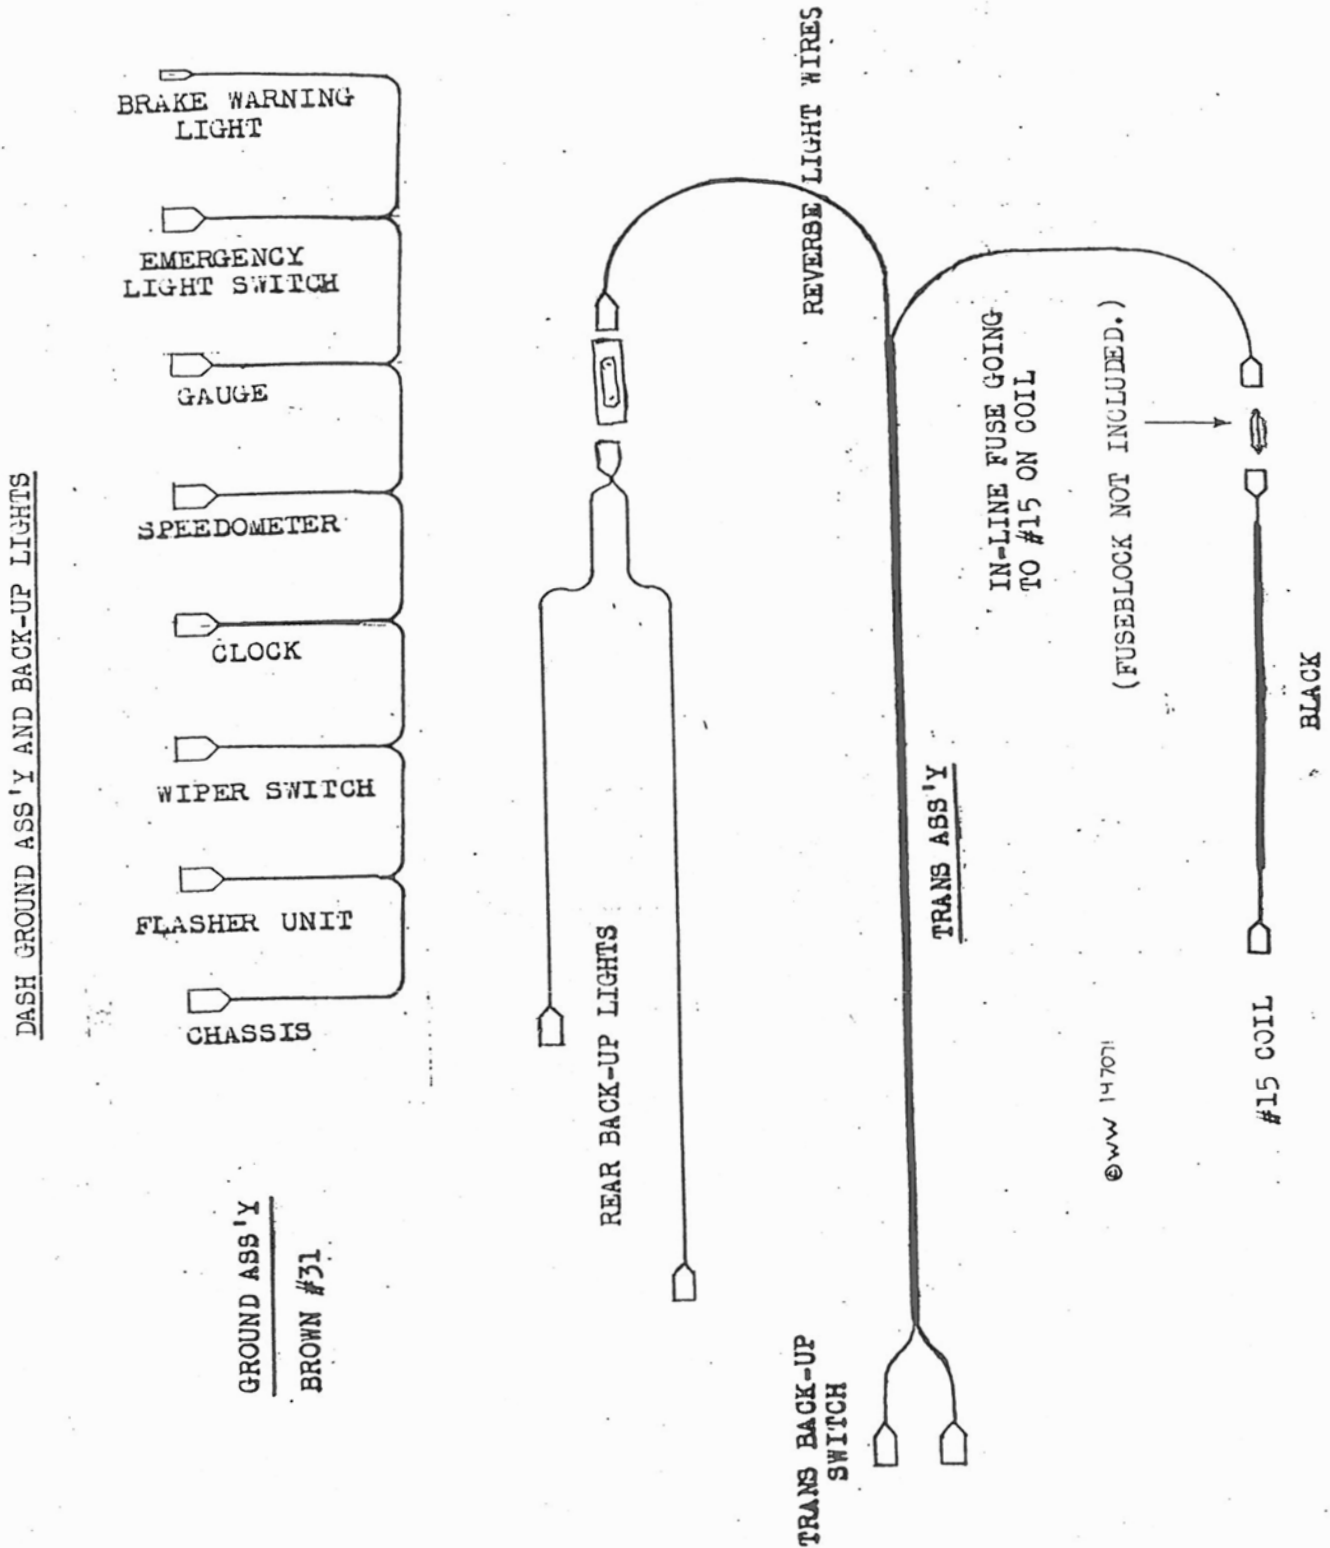 DASH GROUND ASS'Y AND BACK-UP LIGHTS
BRAKE WARNING
LIGHT
EMERGENCY
LIGHT SWITCH
GAUGE
SPEEDOMETER
CLOCK
WIPER SWITCH
FLASHER UNIT
CHASSIS
GROUND ASS'Y
BROWN #31
REVERSE LIGHT WIRES
REAR BACK-UP LIGHTS
TRANS BACK-UP
SWITCH
TRANS ASS'Y
IN-LINE FUSE GOING
TO #15 ON COIL
(FUSEBLOCK NOT INCLUDED.)
BLACK
#15 COIL
©WW 147071